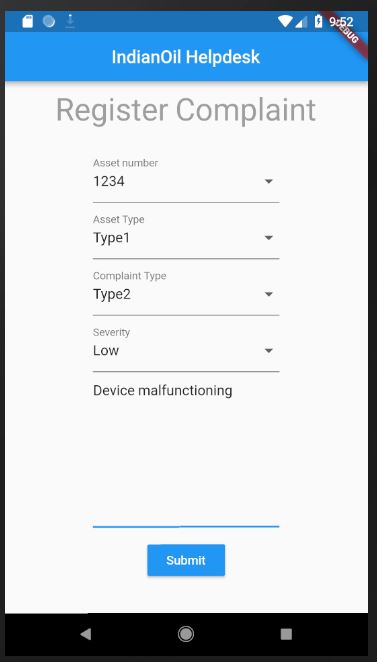 9:52
DEBUG
IndianOil Helpdesk
Register Complaint
Asset number
1234
Asset Type
Type1
Complaint Type
Type2
Severity
Low
Device malfunctioning
Submit